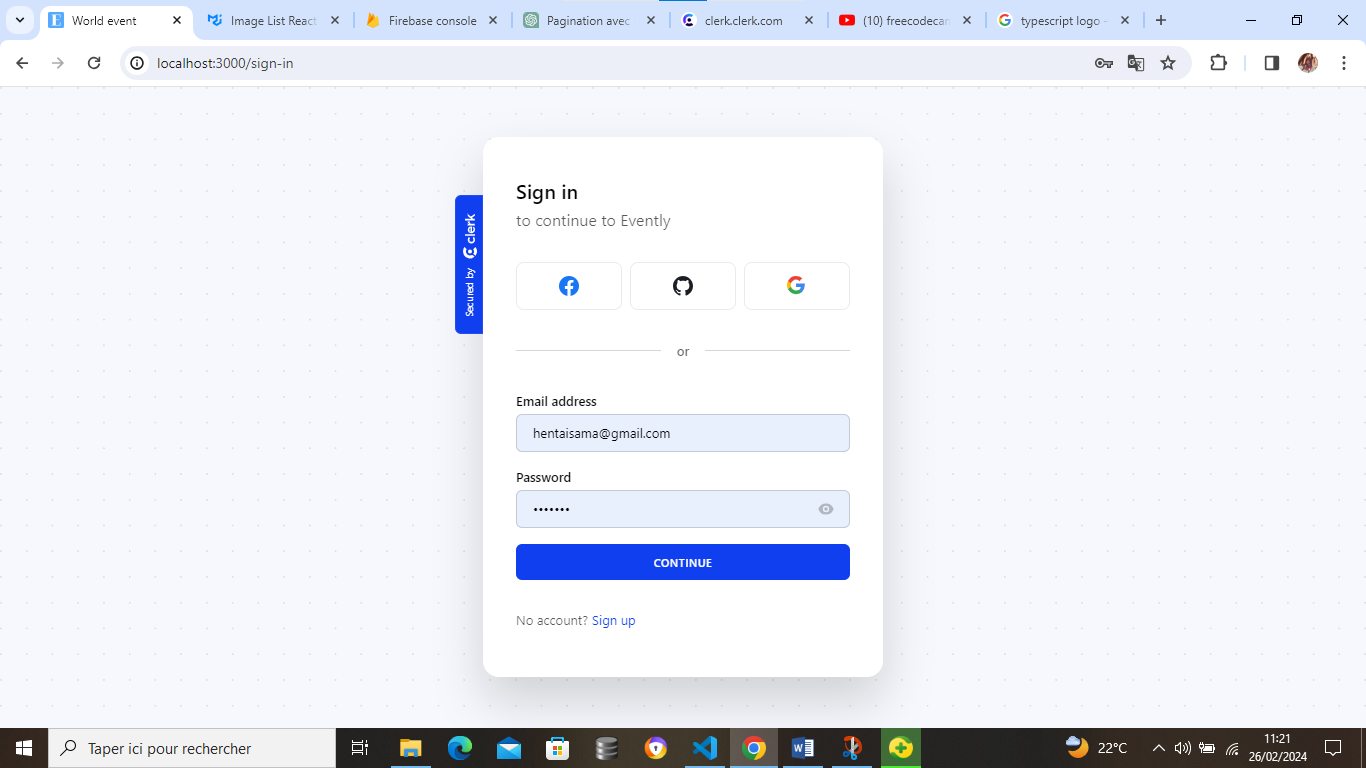 World event
Image List React
Firebase console
Pagination avec
clerk.clerk.com
(10) freecodecan
typescript logo -
localhost:3000/sign-in
Sign in
to continue to Evently
Secured by clerk
or
Email address
hentaisama@gmail.com
Password
•••••••
CONTINUE
No account? Sign up
Taper ici pour rechercher
22°C
11:21
26/02/2024